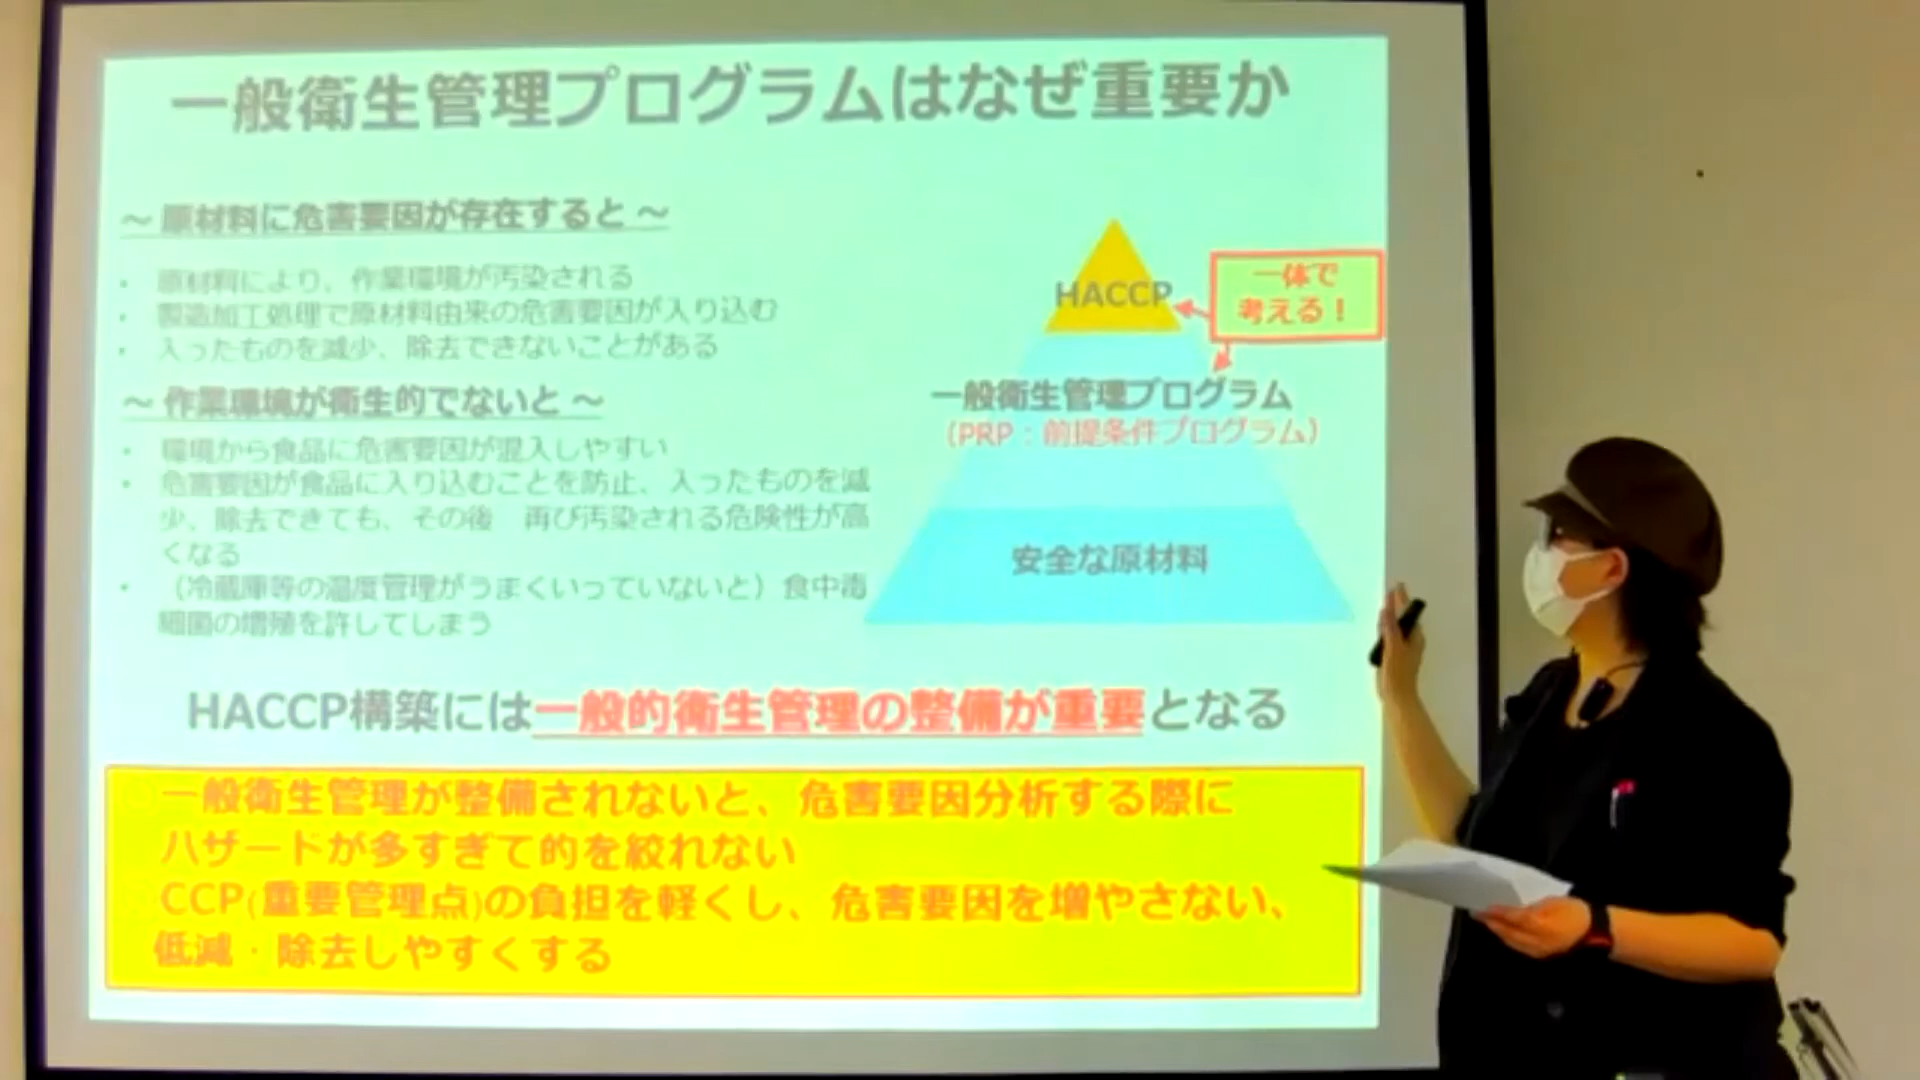 一般衛生管理プログラムはなぜ重要か
～ 原材料に危害要因が存在すると ～
・ 原材料により、作業環境が汚染される
・ 製造加工処理で原材料由来の危害要因が入り込む
・ 入ったものを減少、除去できないことがある
～ 作業環境が衛生的でないと ～
・ 環境から食品に危害要因が混入しやすい
・ 危害要因が食品に入り込むことを防止、入ったものを減
少、除去できても、その後 再び汚染される危険性が高
くなる
・ （冷蔵庫等の温度管理がうまくいっていないと）食中毒
細菌の増殖を許してしまう
HACCP
一体で
考える！
一般衛生管理プログラム
（PRP：前提条件プログラム）
安全な原材料
HACCP構築には一般的衛生管理の整備が重要となる
一般衛生管理が整備されないと、危害要因分析する際に
ハザードが多すぎて的を絞れない
CCP(重要管理点)の負担を軽くし、危害要因を増やさない、
低減・除去しやすくする